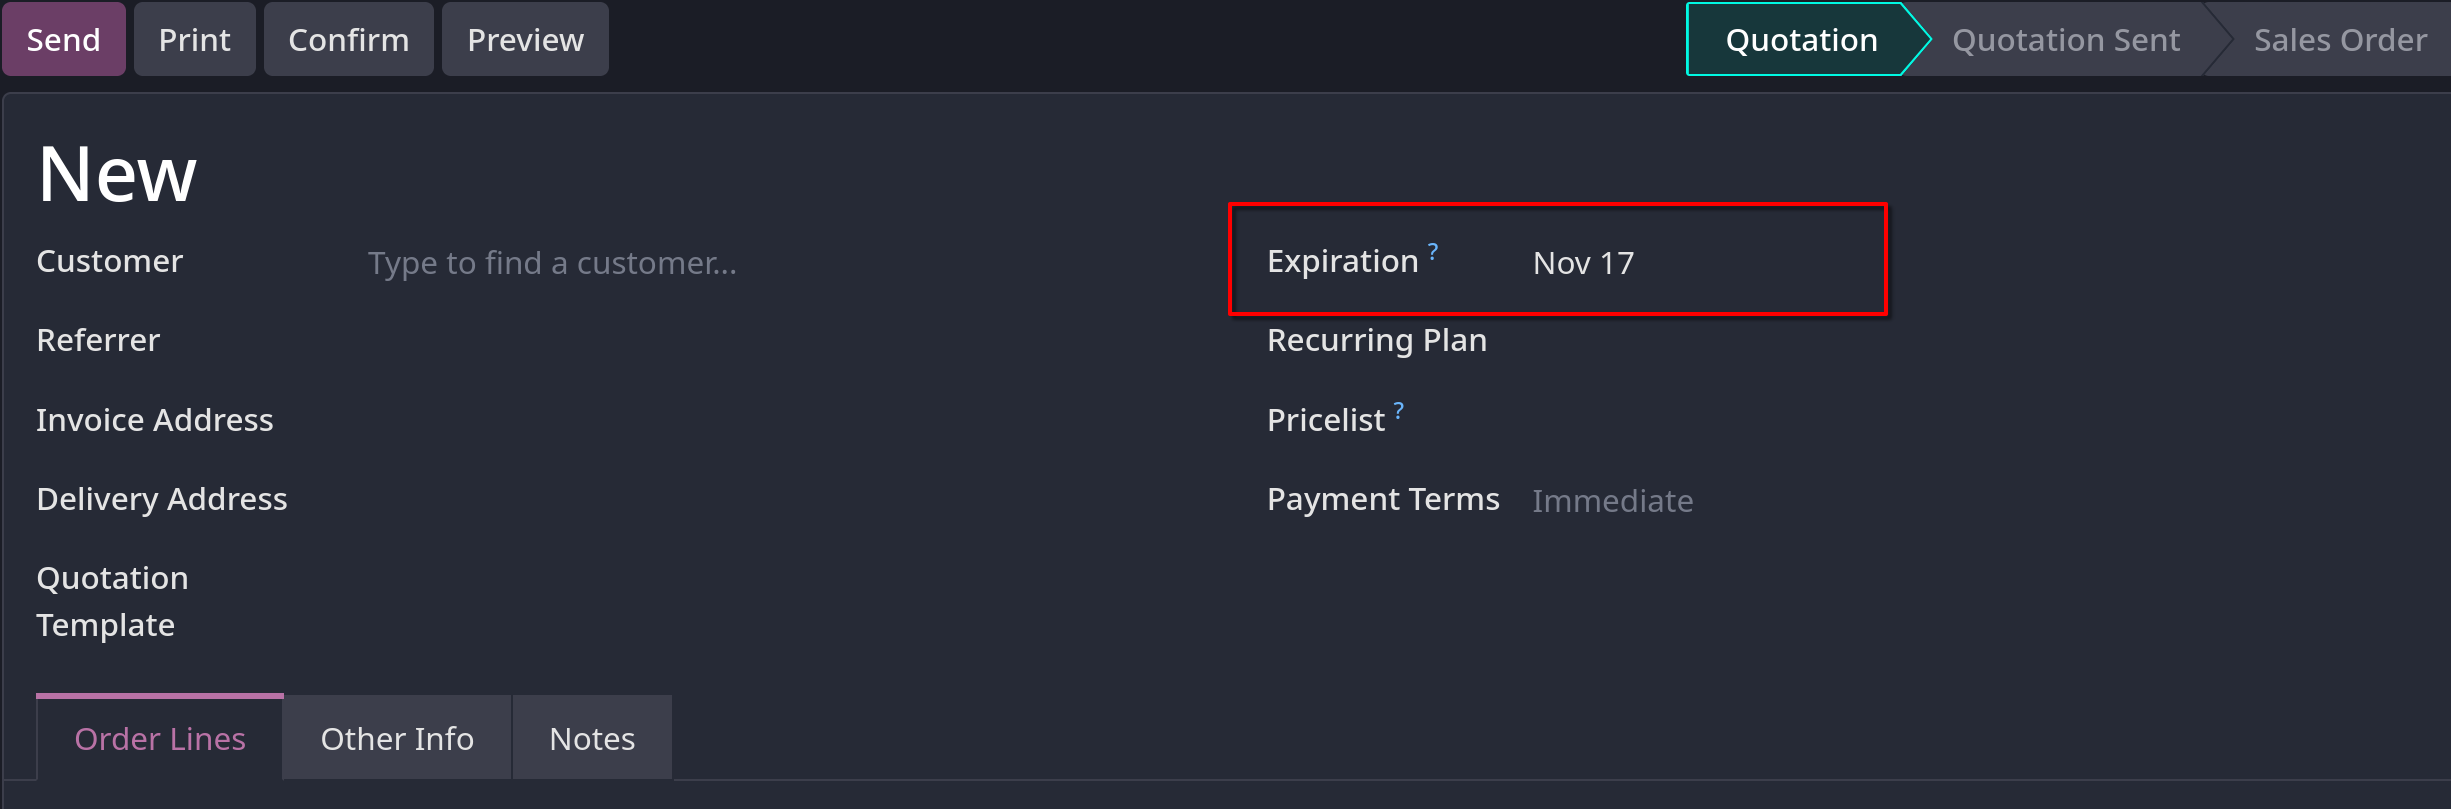 Send Print Confirm Preview Quotation Quotation Sent Sales Order
New
Customer Type to find a customer... Expiration ? Nov 17
Referrer Recurring Plan
Invoice Address Pricelist ?
Delivery Address Payment Terms Immediate
Quotation
Template
Order Lines Other Info Notes